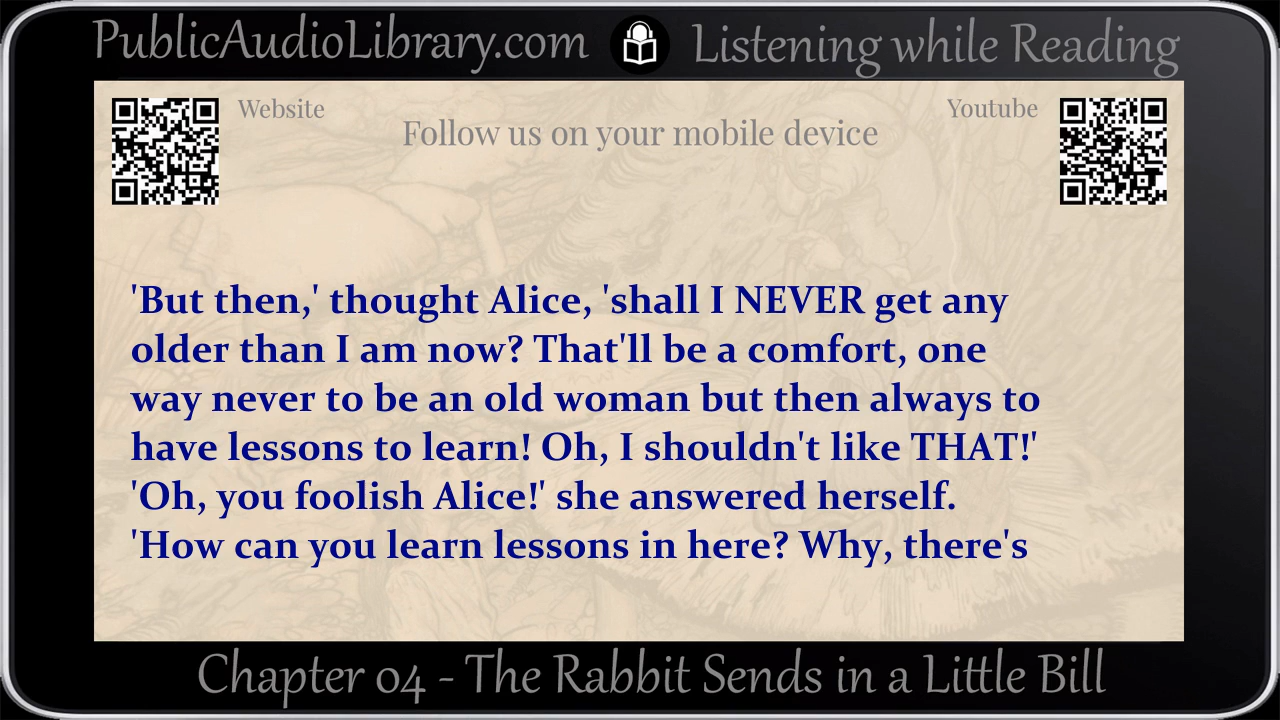 PublicAudioLibrary.com Listening while Reading
Website
Youtube
Follow us on your mobile device
'But then,' thought Alice, 'shall I NEVER get any
older than I am now? That'll be a comfort, one
way never to be an old woman but then always to
have lessons to learn! Oh, I shouldn't like THAT!'
'Oh, you foolish Alice!' she answered herself.
'How can you learn lessons in here? Why, there's
Chapter 04 - The Rabbit Sends in a Little Bill